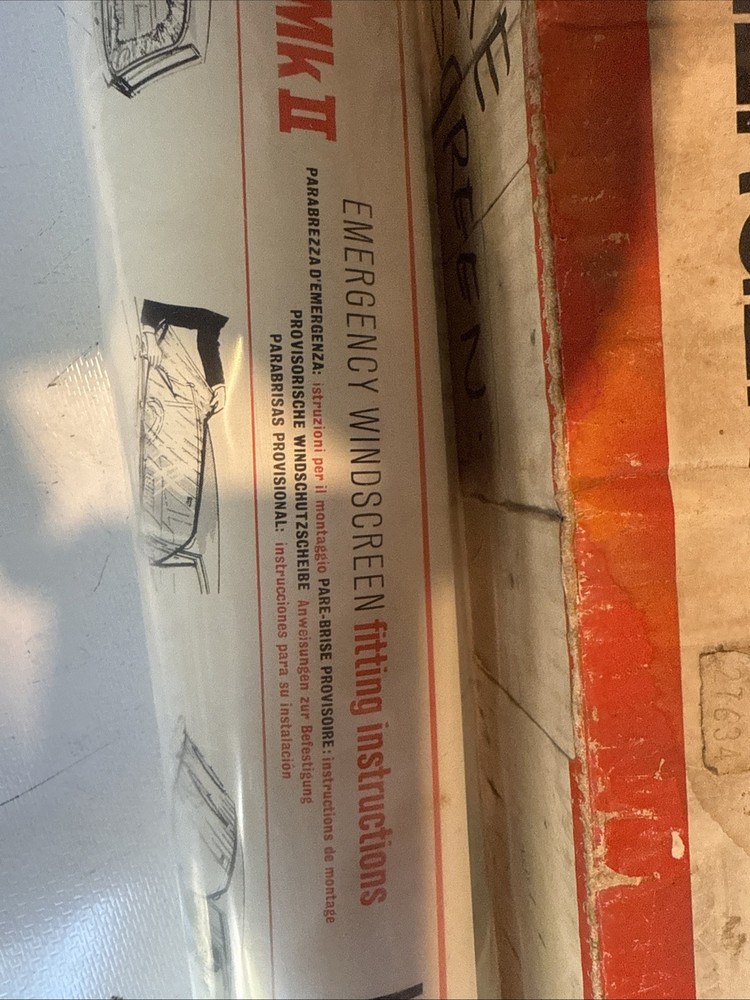 Mk II
EMERGENCY WINDSCREEN fitting instructions
PARABREZZA D'EMERGENZA: istruzioni per il montaggio PARE-BRISE PROVISOIRE: instructions de montage
PROVISORISCHE WINDSCHUTZSCHEIBE Anweisungen zur Befestigung
PARABRISAS PROVISIONAL: instrucciones para su instalación